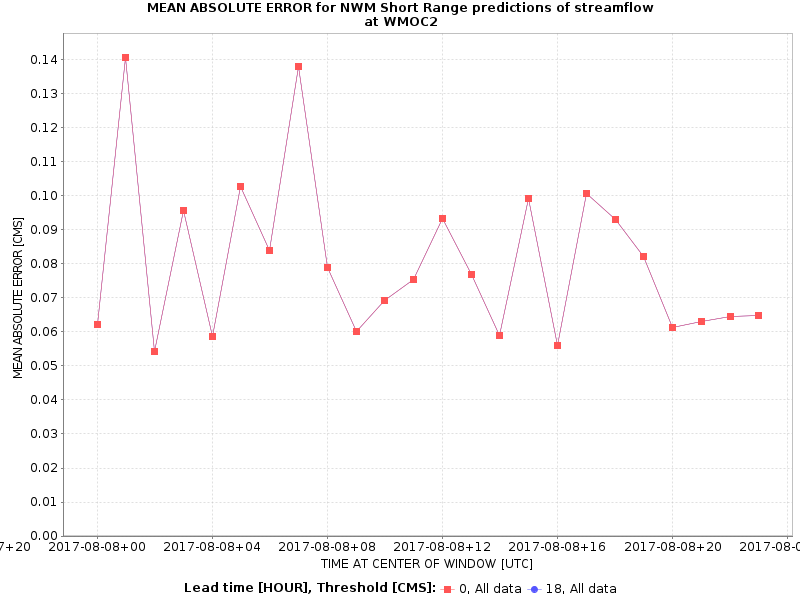 MEAN ABSOLUTE ERROR for NWM Short Range predictions of streamflow
at WMOC2
0.14
0.13
0.12
0.11
0.10
0.09
0.08
0.07
0.06
0.05
0.04
0.03
0.02
0.01
0.00
MEAN ABSOLUTE ERROR [CMS]
7+20 2017-08-08+00 2017-08-08+04 2017-08-08+08 2017-08-08+12 2017-08-08+16 2017-08-08+20 2017-08-0
TIME AT CENTER OF WINDOW [UTC]
Lead time [HOUR], Threshold [CMS]: 0, All data 18, All data